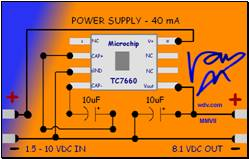 POWER SUPPLY - 40 mA
NC
Microchip
V+
CAP+
NC
GND
NC
CAP-
TC7660
Vout
10uF
10uF
wdv.com
MMVII
+
+
-
-
1.5 - 10 VDC IN
8.1 VDC OUT